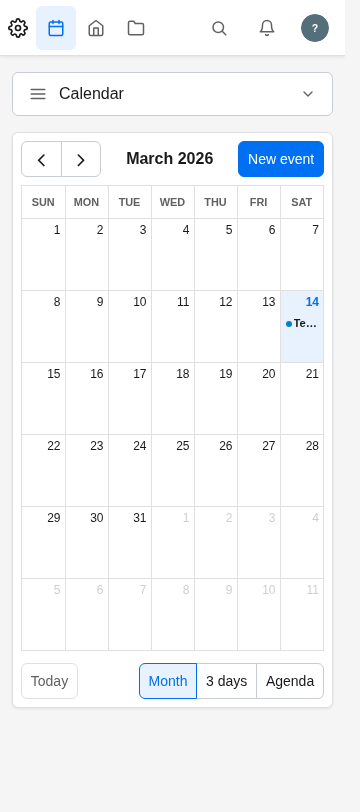 ?
Calendar
March 2026 New event
SUN MON TUE WED THU FRI SAT
1 2 3 4 5 6 7
8 9 10 11 12 13 14
Te...
15 16 17 18 19 20 21
22 23 24 25 26 27 28
29 30 31 1 2 3 4
5 6 7 8 9 10 11
Today Month 3 days Agenda